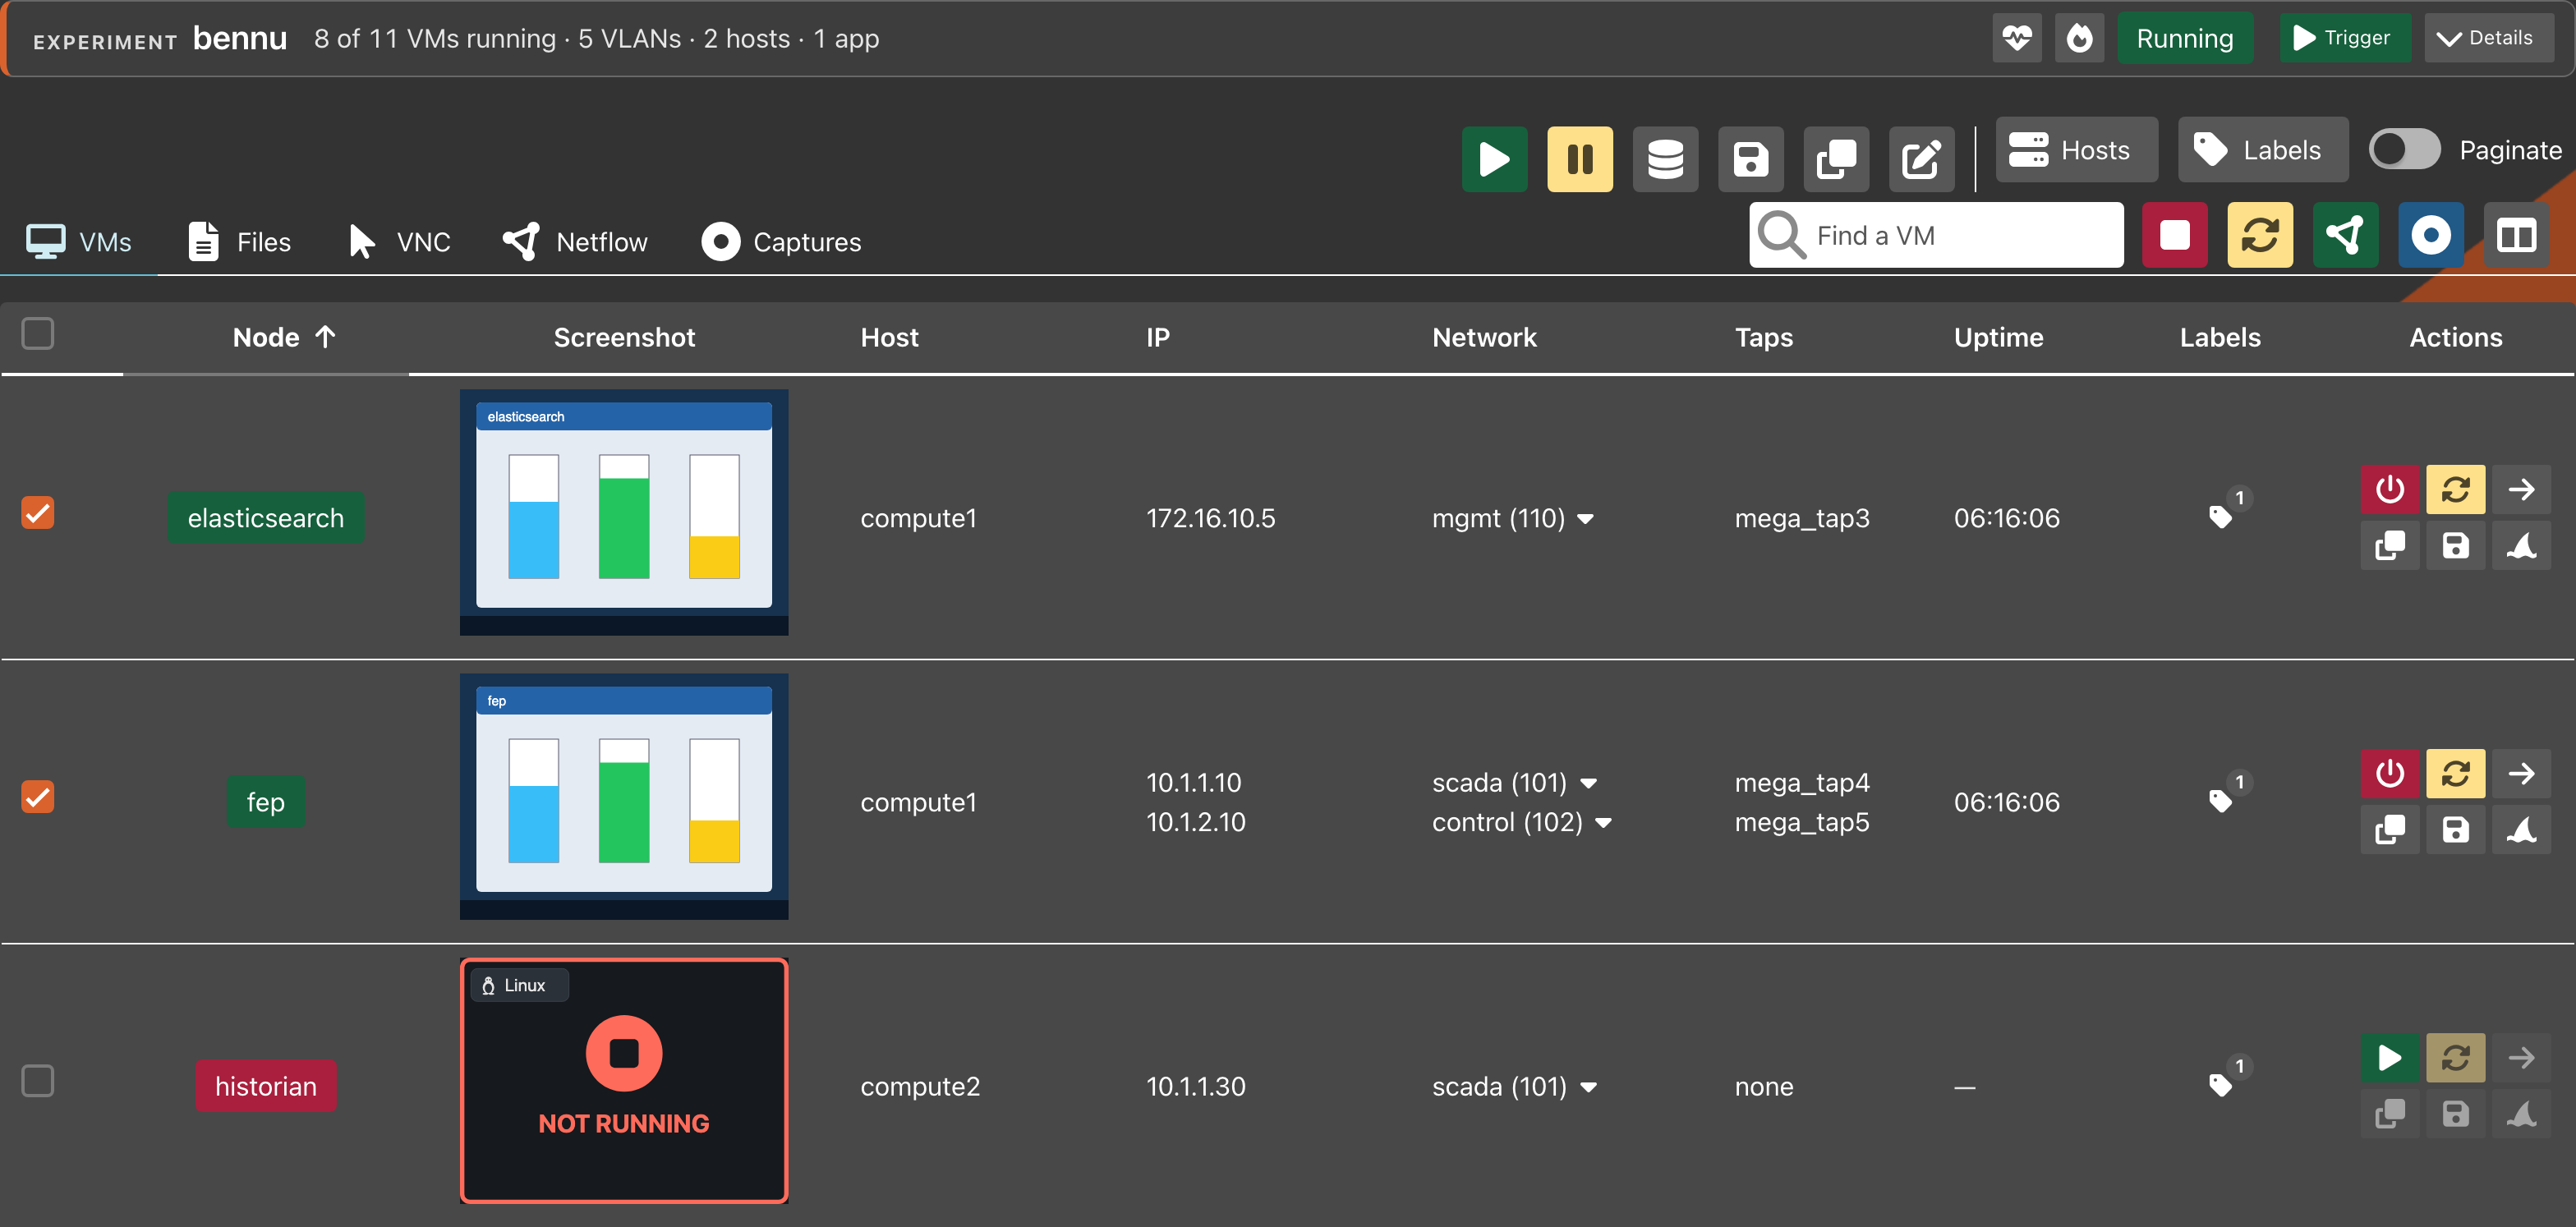 EXPERIMENT bennu 8 of 11 VMs running · 5 VLANs · 2 hosts · 1 app Running Trigger Details
Hosts Labels Paginate
VMs Files VNC Netflow Captures Find a VM
Node Screenshot Host IP Network Taps Uptime Labels Actions
elasticsearch
elasticsearch compute1 172.16.10.5 mgmt (110) mega_tap3 06:16:06 1
fep
fep compute1 10.1.1.10 scada (101) mega_tap4 06:16:06 1
10.1.2.10 control (102) mega_tap5
Linux
historian compute2 10.1.1.30 scada (101) none — 1
NOT RUNNING